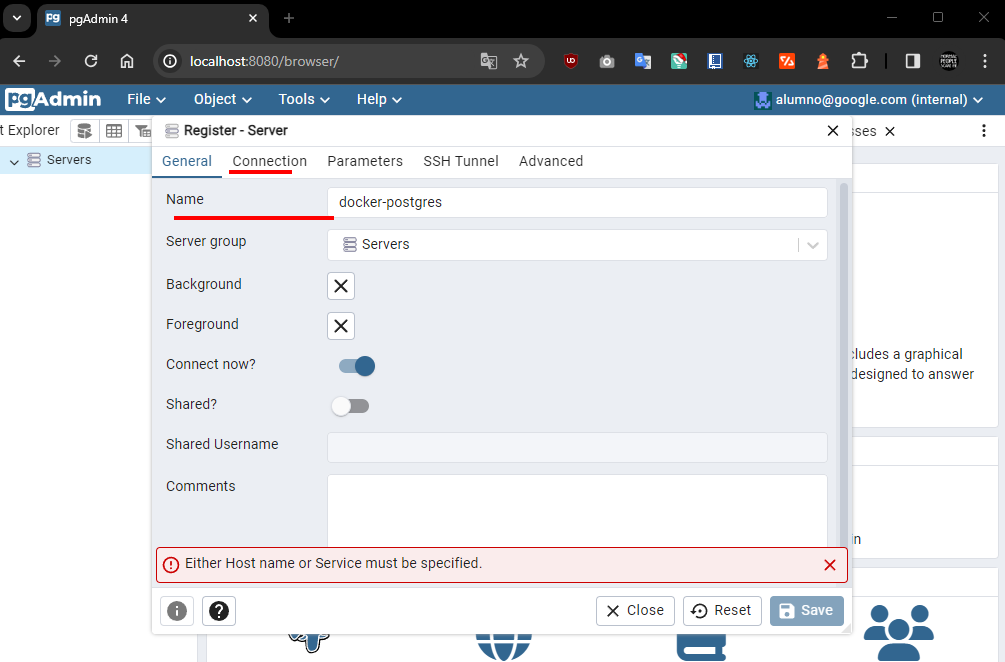 pgAdmin 4
localhost:8080/browser/
pgAdmin File Object Tools Help alumno@google.com (internal)
t Explorer
sses
Servers
Register - Server
General Connection Parameters SSH Tunnel Advanced
Name docker-postgres
Server group Servers
Background
Foreground
Connect now?
cludes a graphical
designed to answer
Shared?
Shared Username
Comments
in
Either Host name or Service must be specified.
Close Reset Save